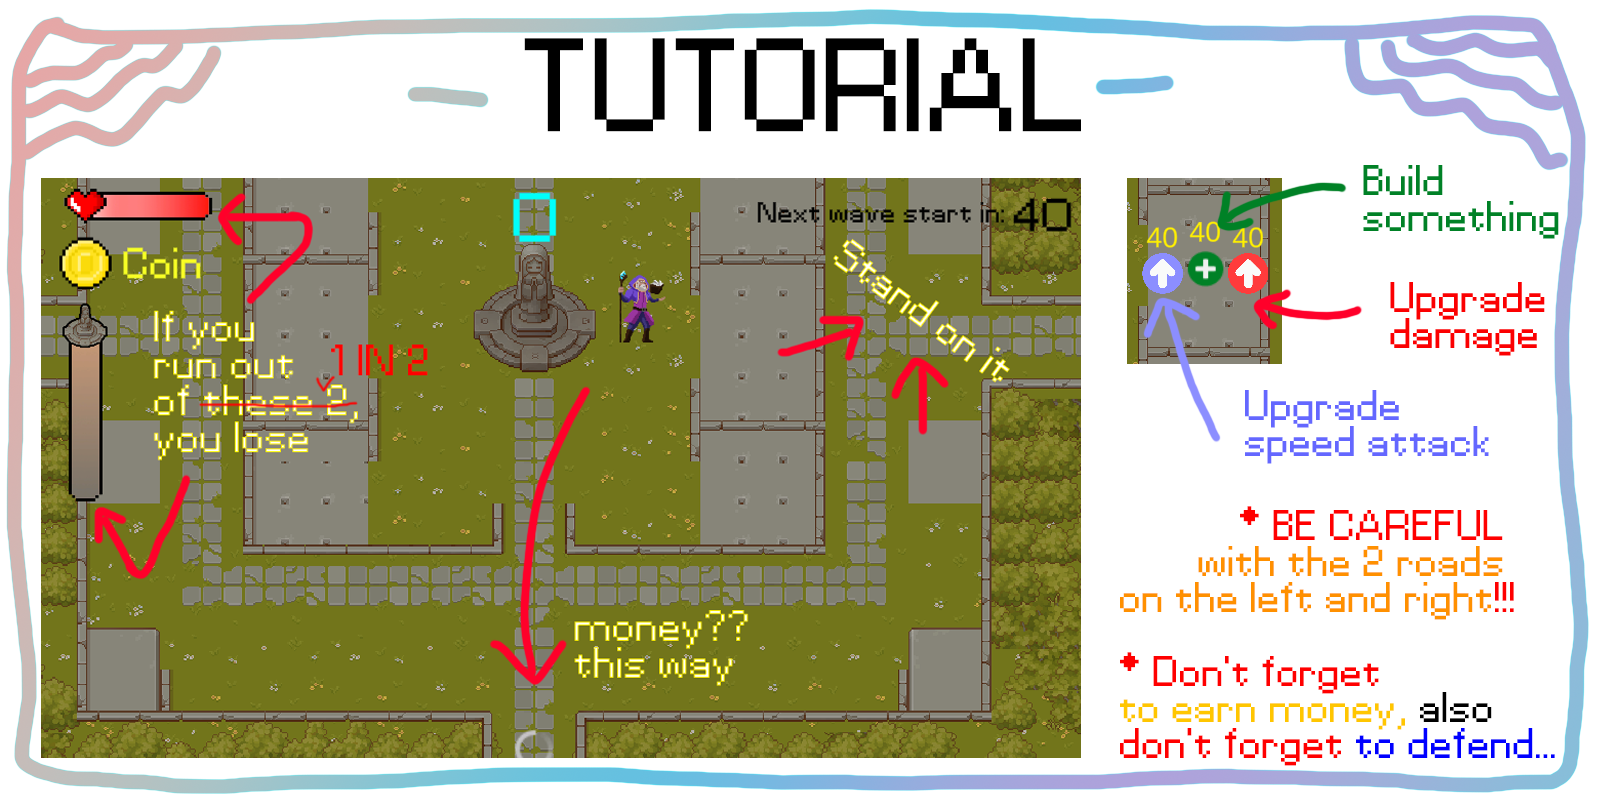 TUTORIAL
Next wave start in: 40
Coin
If you
run out
1 IN 2
of these 2,
you lose
Stand on it
money??
this way
40 40 40
Build
something
Upgrade
damage
Upgrade
speed attack
* BE CAREFUL
with the 2 roads
on the left and right!!!
* Don't forget
to earn money, also
don't forget to defend...